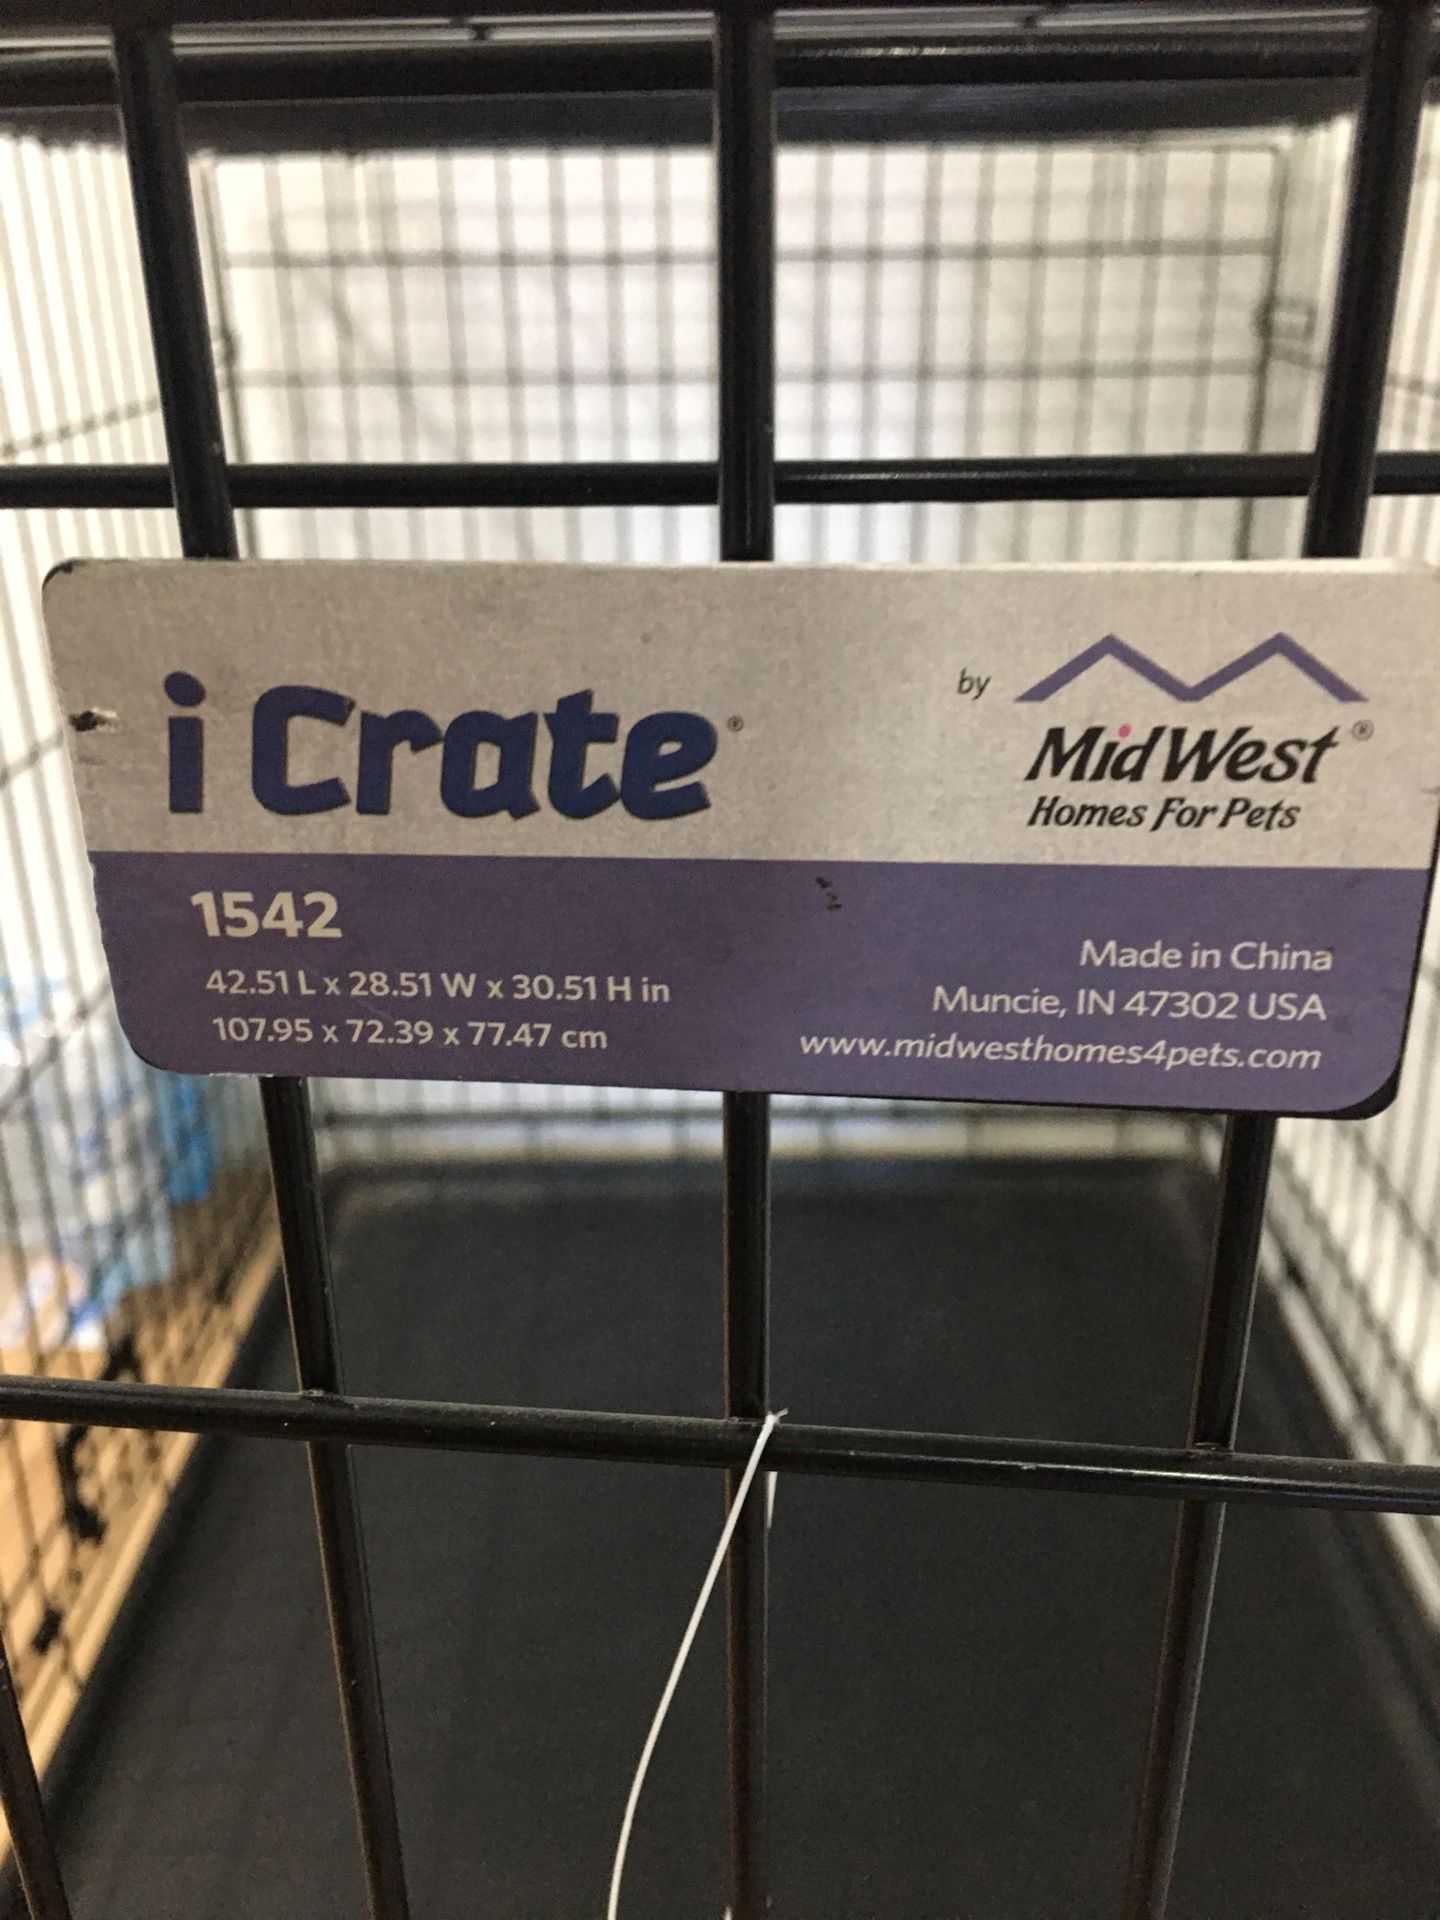 i Crate®
by
MidWest®
Homes For Pets
1542
42.51 L x 28.51 W x 30.51 H in
107.95 x 72.39 x 77.47 cm
Made in China
Muncie, IN 47302 USA
www.midwesthomes4pets.com